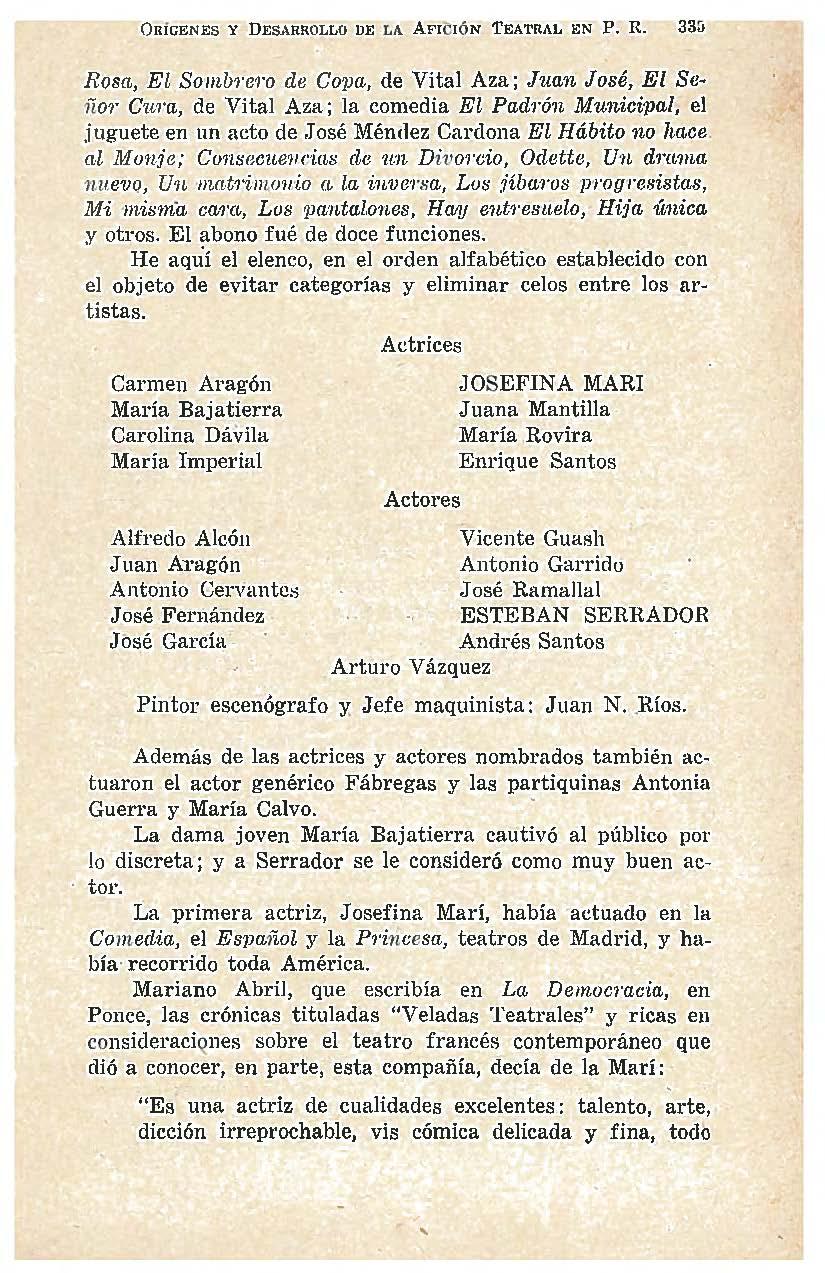 ORÍGENES Y DESARROLLO DE LA AFICIÓN TEATRAL EN P. R. 335
Rosa, El Sombrero de Copa, de Vital Aza; Juan José, El Se-
ñor Cura, de Vital Aza; la comedia El Padrón Municipal, el
juguete en un acto de José Méndez Cardona El Hábito no hace
al Monje; Consecuencias de un Divorcio, Odette, Un drama
nuevo, Un matrimonio a la inversa, Los jíbaros progresistas,
Mi misma cara, Los pantalones, Hay entresuelo, Hija única
y otros. El abono fué de doce funciones.
He aquí el elenco, en el orden alfabético establecido con
el objeto de evitar categorías y eliminar celos entre los ar-
tistas.
Actrices
Carmen Aragón JOSEFINA MARI
María Bajatierra Juana Mantilla
Carolina Dávila María Rovira
María Imperial Enrique Santos
Actores
Alfredo Alcón Vicente Guash
Juan Aragón Antonio Garrido
Antonio Cervantes José Ramallal
José Fernández ESTEBAN SERRADOR
José García Andrés Santos
Arturo Vázquez
Pintor escenógrafo y Jefe maquinista: Juan N. Ríos.
Además de las actrices y actores nombrados también ac-
tuaron el actor genérico Fábregas y las partiquinas Antonia
Guerra y María Calvo.
La dama joven María Bajatierra cautivó al público por
lo discreta; y a Serrador se le consideró como muy buen ac-
tor.
La primera actriz, Josefina Marí, había actuado en la
Comedia, el Español y la Princesa, teatros de Madrid, y ha-
bía recorrido toda América.
Mariano Abril, que escribía en La Democracia, en
Ponce, las crónicas tituladas “Veladas Teatrales” y ricas en
consideraciones sobre el teatro francés contemporáneo que
dió a conocer, en parte, esta compañía, decía de la Marí:
“Es una actriz de cualidades excelentes: talento, arte,
dicción irreprochable, vis cómica delicada y fina, todo